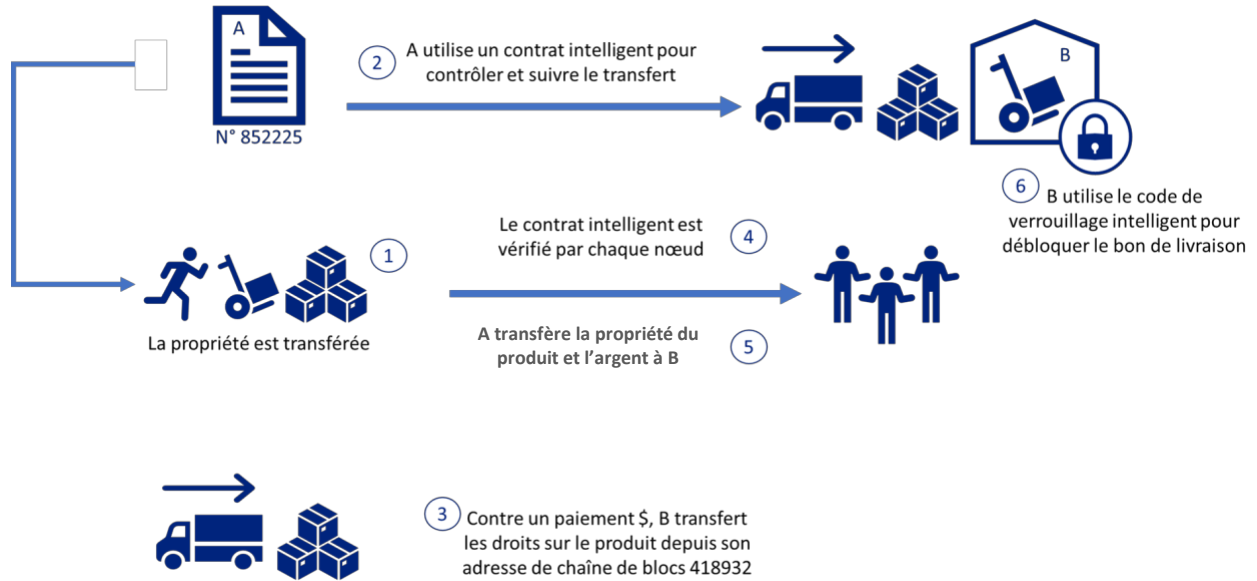 A
N° 852225
2
A utilise un contrat intelligent pour
contrôler et suivre le transfert
B
6
B utilise le code de
verrouillage intelligent pour
débloquer le bon de livraison
1
La propriété est transférée
Le contrat intelligent est
vérifié par chaque nœud
4
A transfère la propriété du
produit et l’argent à B
5
3
Contre un paiement $, B transfert
les droits sur le produit depuis son
adresse de chaîne de blocs 418932